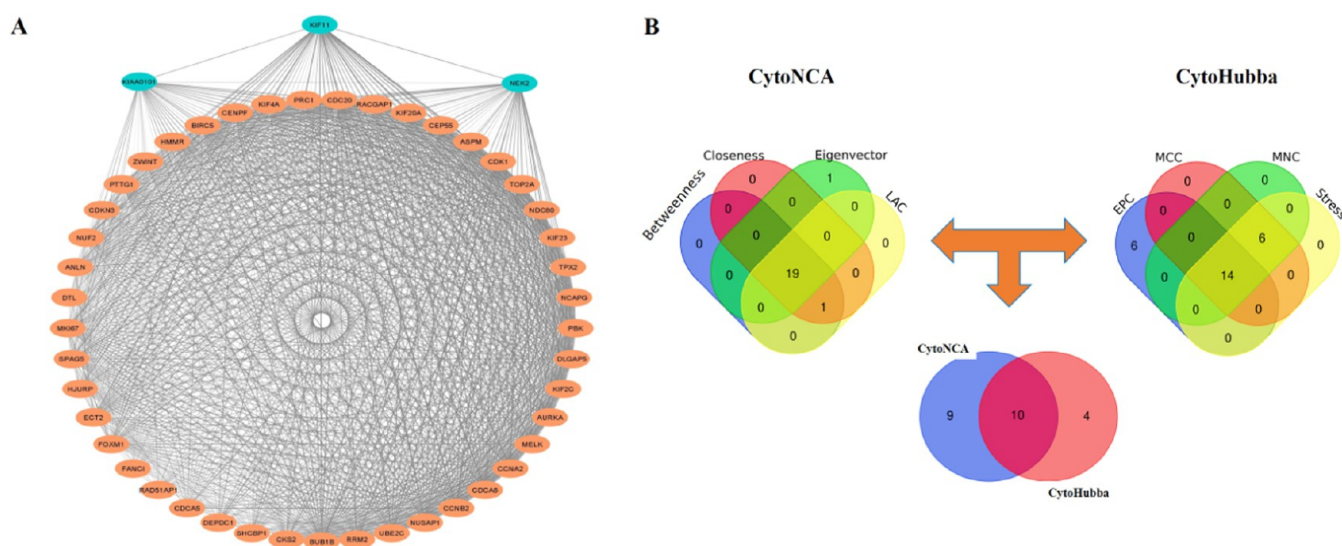 A
KIF11
KIAA0101
NEK2
CDC20
RACGAP1
KIF20A
CEP55
ASPM
CDK1
TOP2A
NDC80
KIF23
TPX2
NCAPG
PBK
DLGAP5
KIF2C
AURKA
MELK
CCNA2
CDCA8
CCNB2
NUSAP1
UBE2C
RRM2
BUB1B
CKS2
SHCBP1
DEPDC1
CDCA5
RAD51AP1
FANCI
FOXM1
ECT2
HJURP
SPAG5
MKI67
DTL
ANLN
NUF2
CDKN3
PTTG1
ZWINT
HMMR
BIRC5
CENPF
KIF4A
PRC1
B
CytoNCA
Betweenness
Closeness
Eigenvector
LAC
0
1
0
0
0
0
0
0
0
0
19
0
1
0
0
CytoHubba
EPC
MCC
MNC
Stress
0
0
0
0
0
6
0
6
0
0
14
0
0
0
0
CytoNCA
9
10
4
CytoHubba